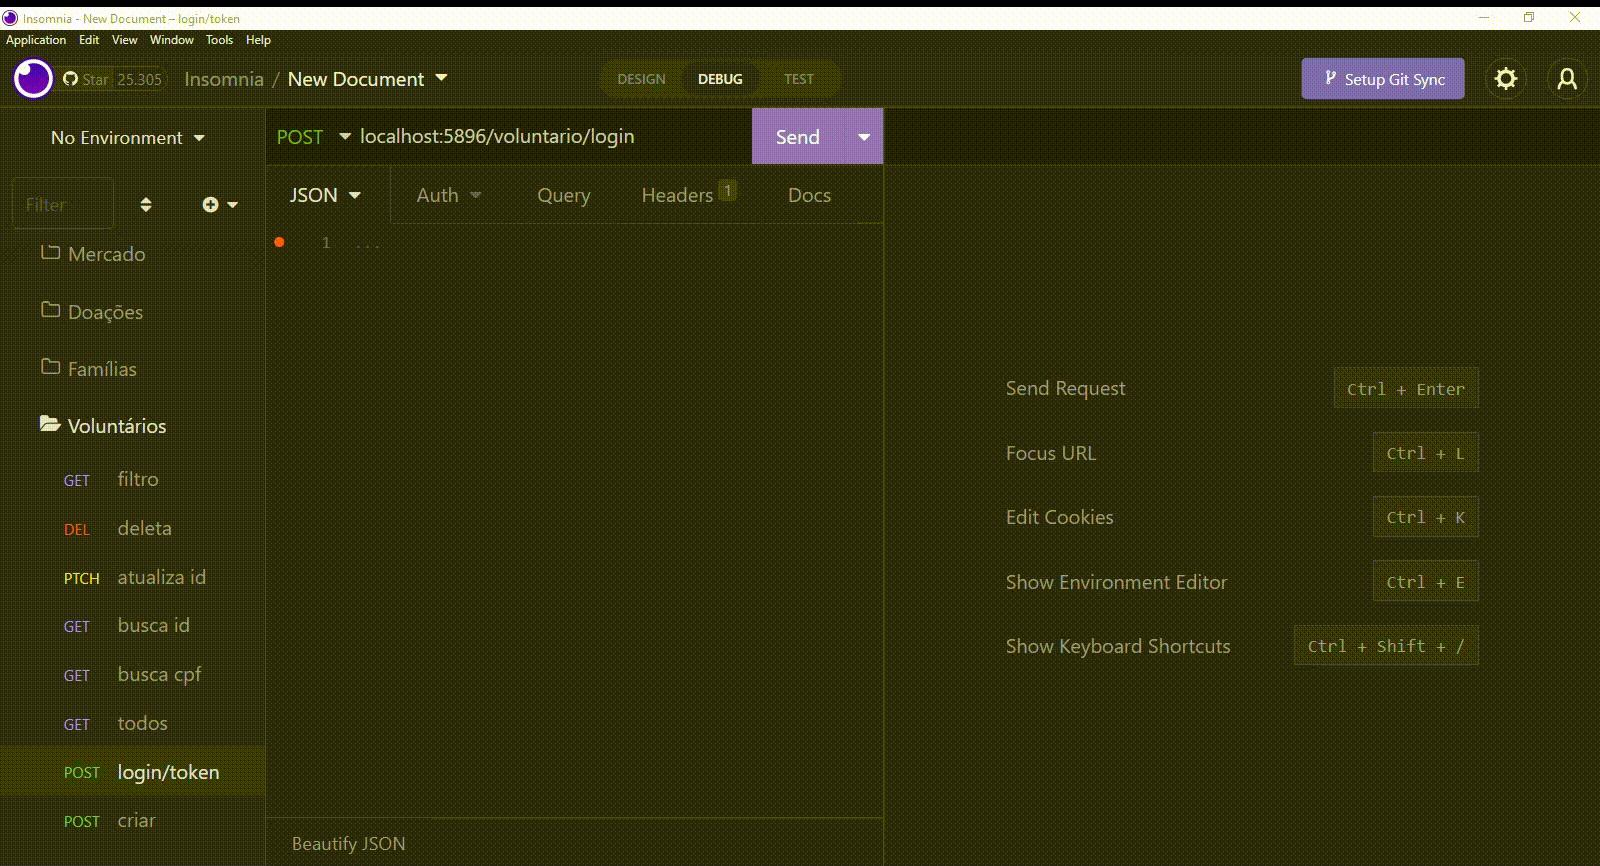 Insomnia - New Document – login/token
Application Edit View Window Tools Help
Star 25.305 Insomnia / New Document DESIGN DEBUG TEST Setup Git Sync
No Environment
Filter
Mercado
Doações
Famílias
Voluntários
GET filtro
DEL deleta
PTCH atualiza id
GET busca id
GET busca cpf
GET todos
POST login/token
POST criar
POST localhost:5896/voluntario/login Send
JSON Auth Query Headers 1 Docs
1 ...
Beautify JSON
Send Request Ctrl + Enter
Focus URL Ctrl + L
Edit Cookies Ctrl + K
Show Environment Editor Ctrl + E
Show Keyboard Shortcuts Ctrl + Shift + /